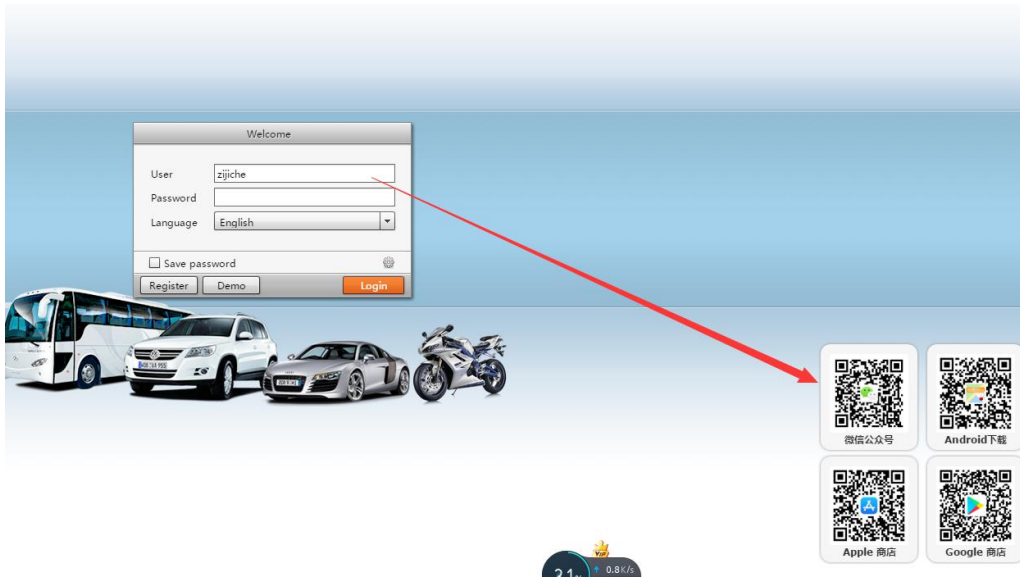 Welcome
User zijiche
Password
Language English
Save password
Register Demo Login
微信公众号 Android下载
Apple 商店 Google 商店
VIP
0.8K/s